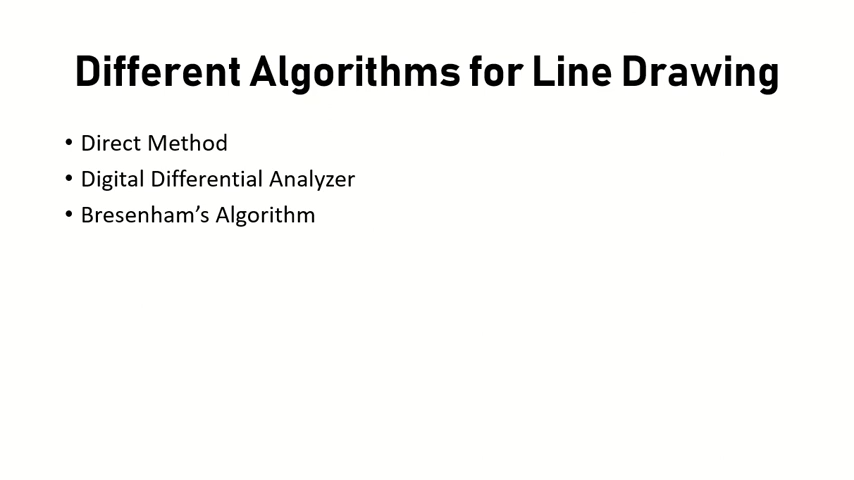 Different Algorithms for Line Drawing
• Direct Method
• Digital Differential Analyzer
• Bresenham’s Algorithm